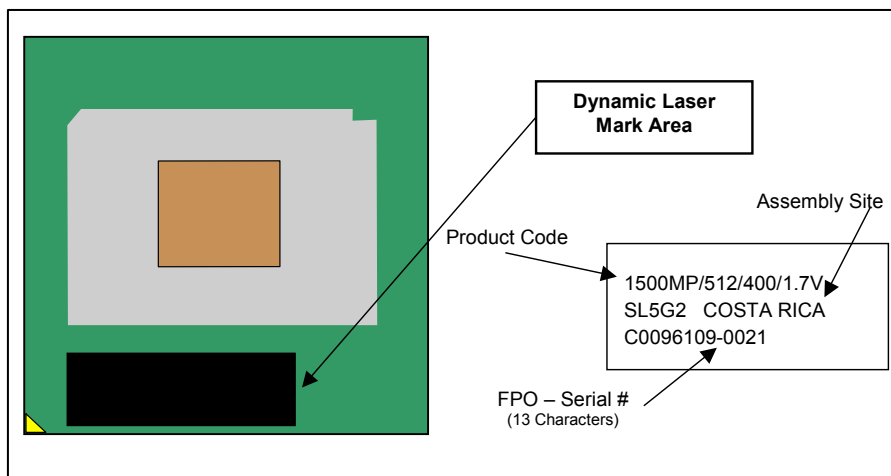 Dynamic Laser
Mark Area
Assembly Site
Product Code
1500MP/512/400/1.7V
SL5G2 COSTA RICA
C0096109-0021
FPO – Serial #
(13 Characters)